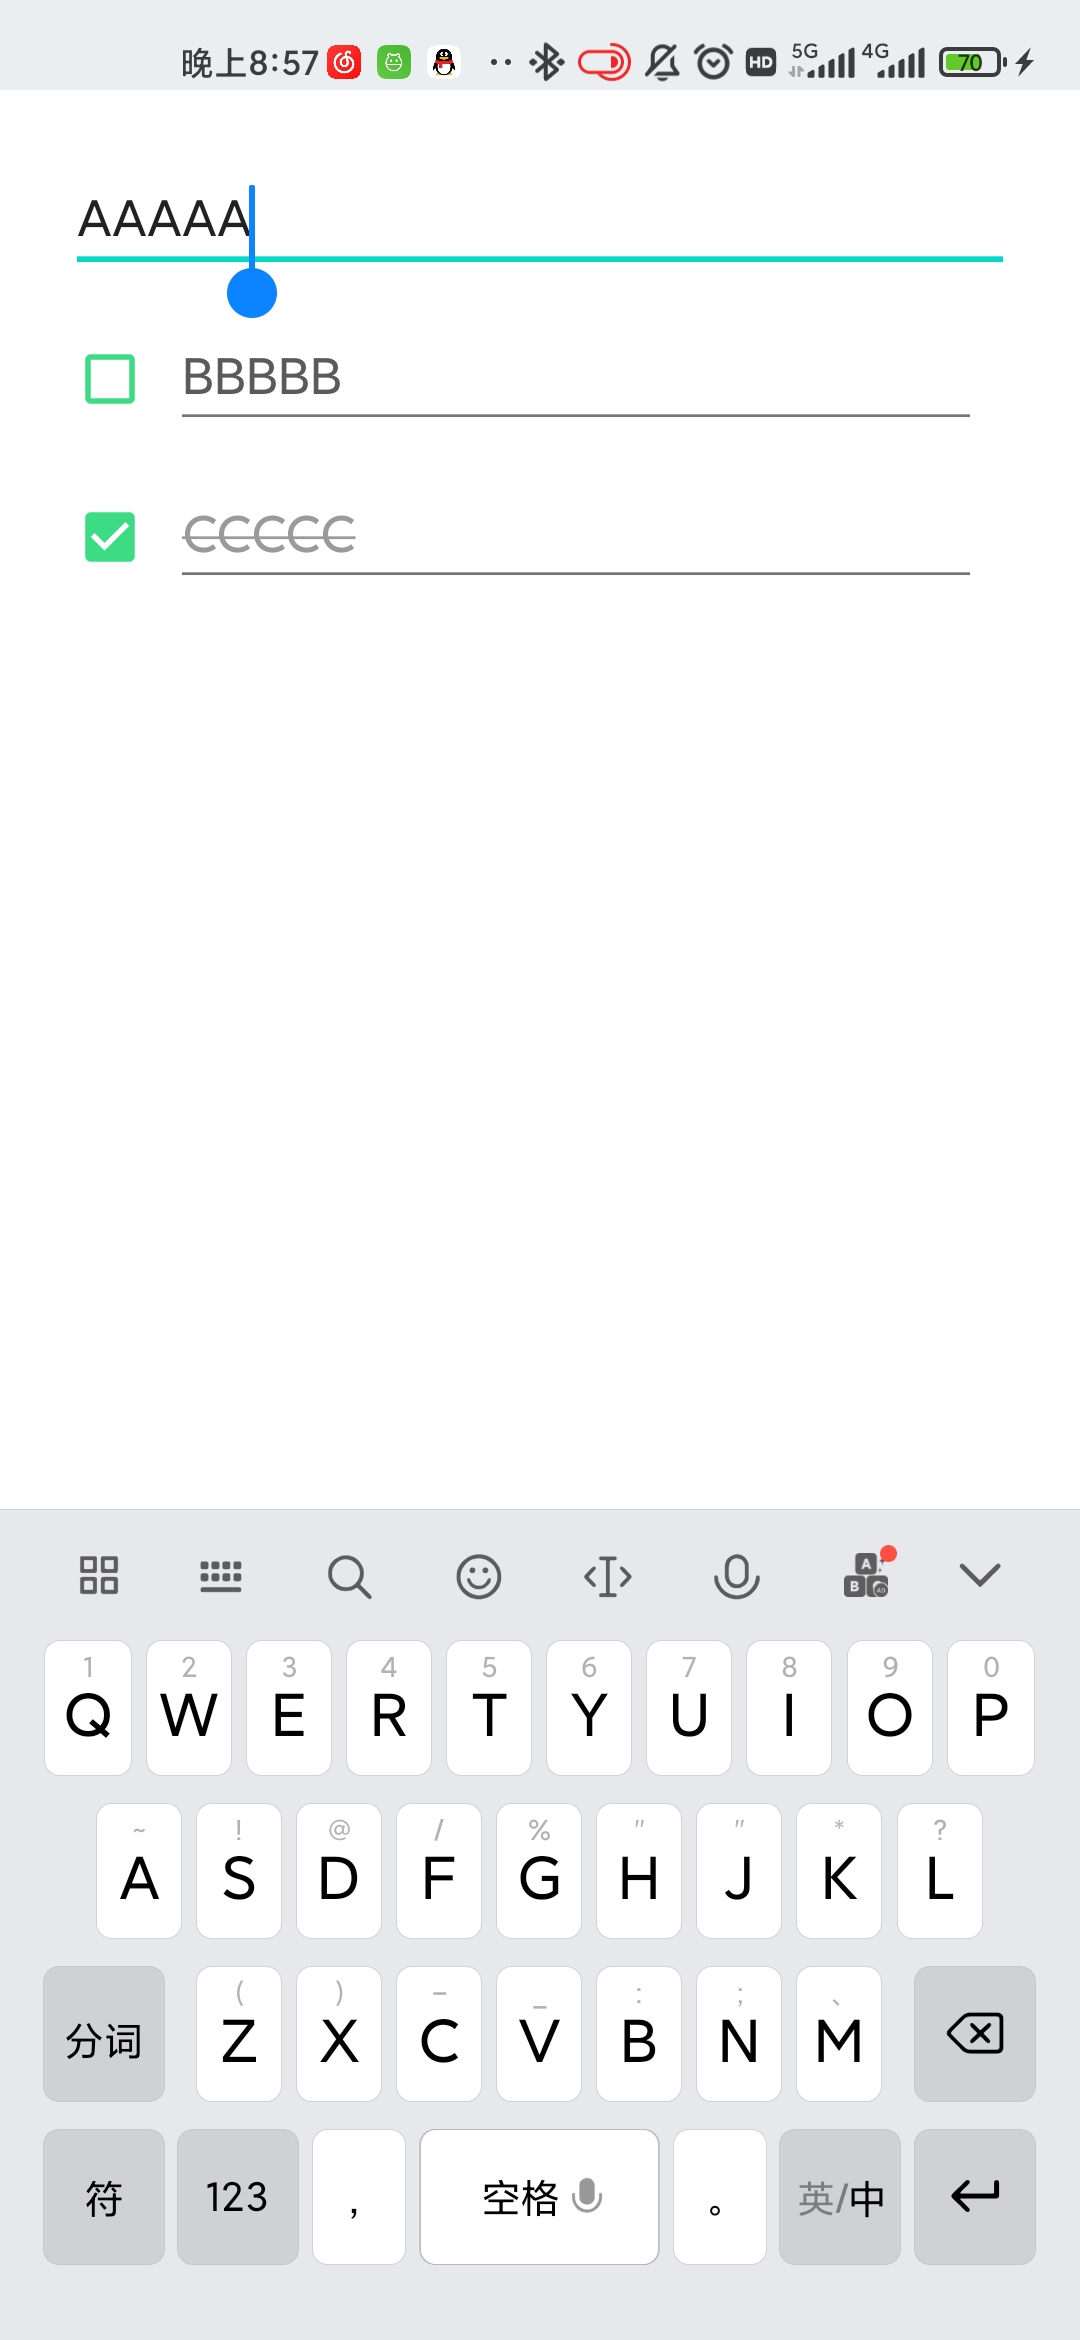 晚上8:57 HD 5G 4G 70
AAAAA
BBBBB
CCCCC
1 2 3 4 5 6 7 8 9 0
Q W E R T Y U I O P
~ ! @ / % " " * ?
A S D F G H J K L
( ) - _ : ; 、
分词 Z X C V B N M
符 123 , 空格 。 英/中